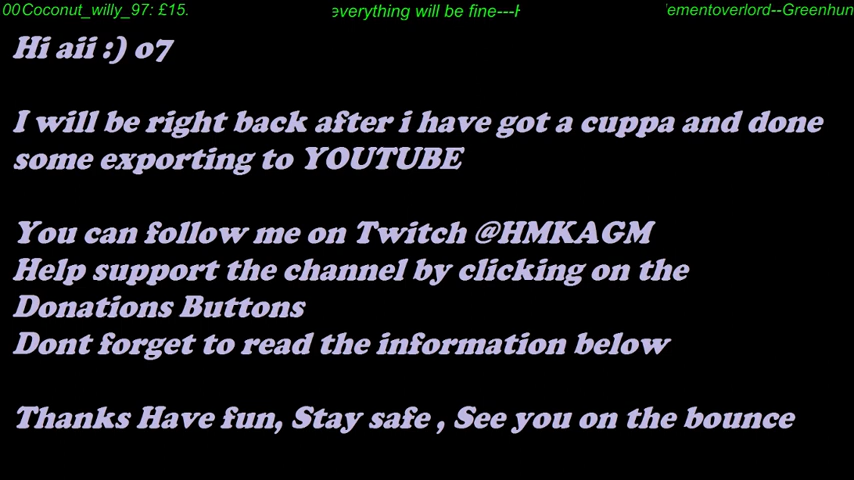 00Coconut_willy_97: £15. everything will be fine--- ementoverlord--Greenhun
Hi aii :) o7
I will be right back after i have got a cuppa and done
some exporting to YOUTUBE
You can follow me on Twitch @HMKAGM
Help support the channel by clicking on the
Donations Buttons
Dont forget to read the information below
Thanks Have fun, Stay safe , See you on the bounce